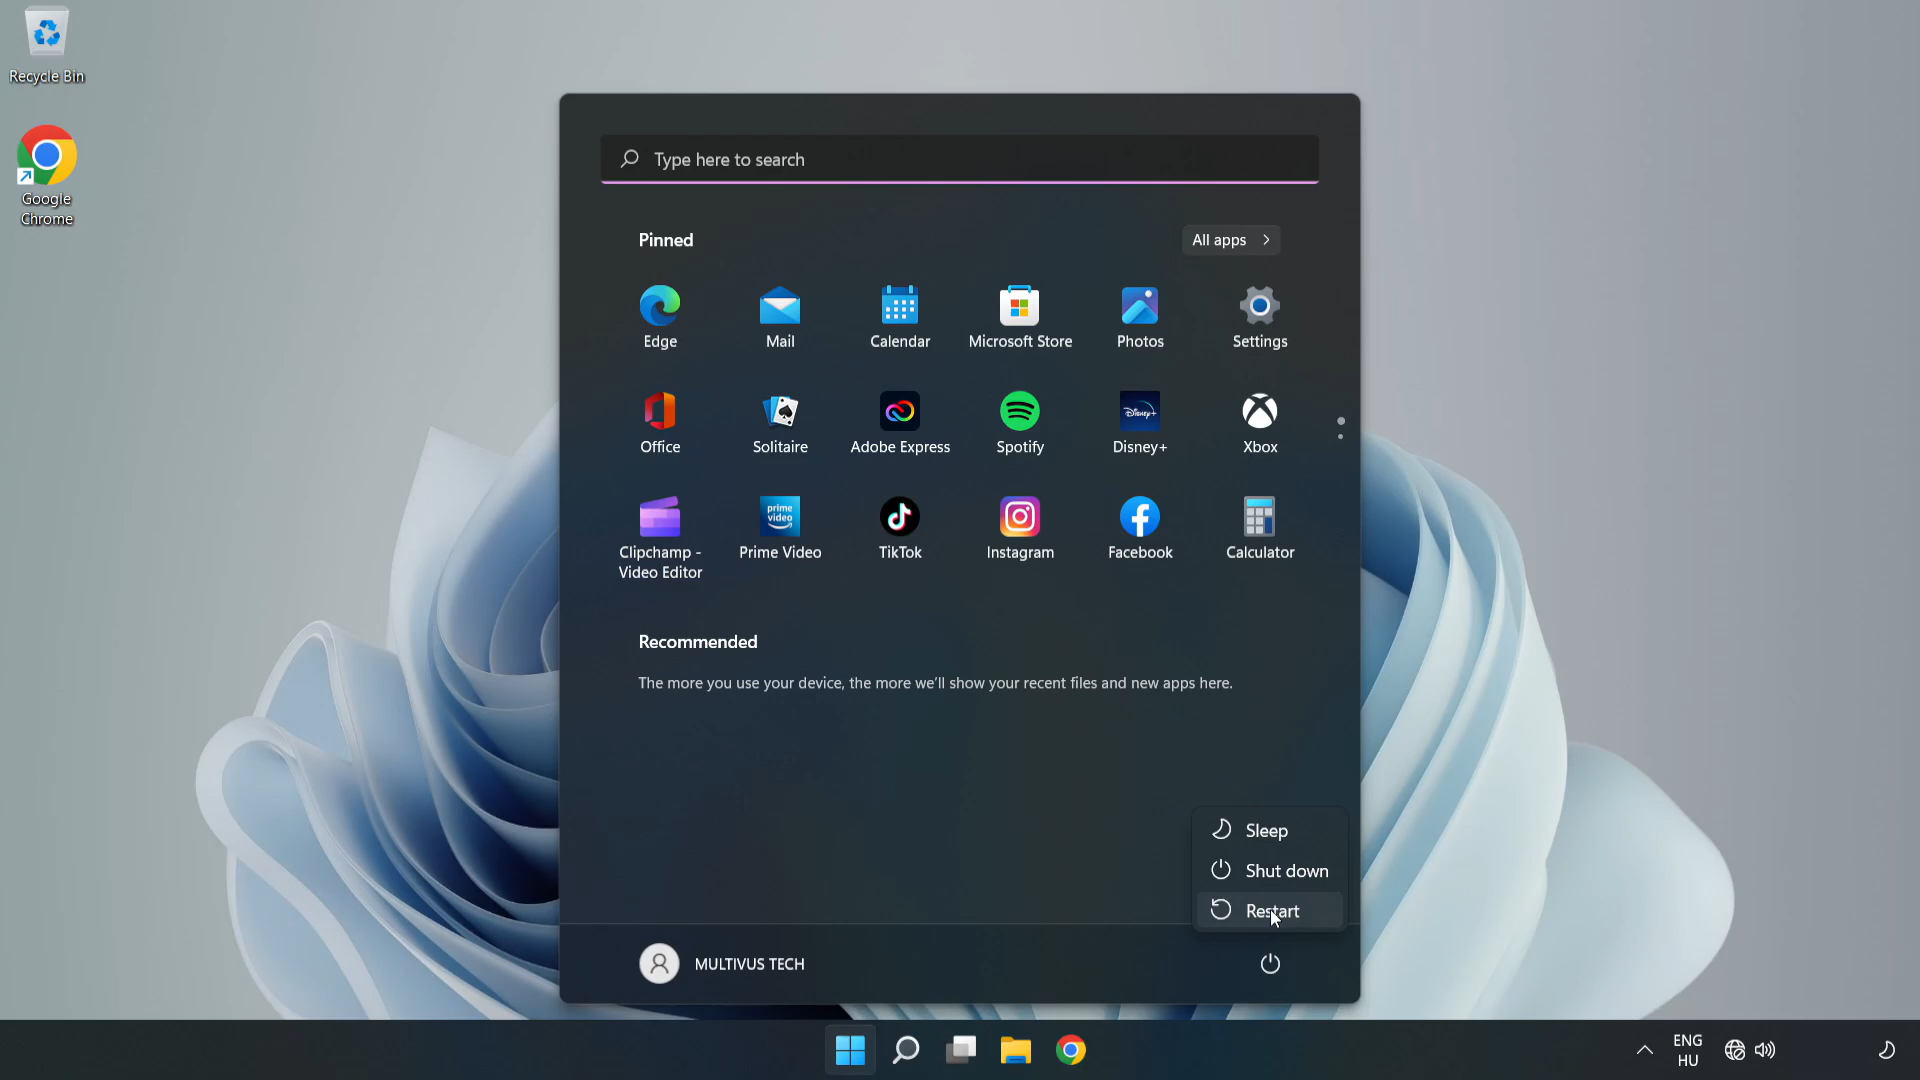 Recycle Bin
Google
Chrome
Type here to search
Pinned
All apps
Edge
Mail
Calendar
Microsoft Store
Photos
Settings
Office
Solitaire
Adobe Express
Spotify
Disney+
Disney+
Xbox
prime
video
Clipchamp -
Video Editor
Prime Video
TikTok
Instagram
Facebook
Calculator
Recommended
The more you use your device, the more we’ll show your recent files and new apps here.
Sleep
Shut down
Restart
MULTIVUS TECH
ENG
HU